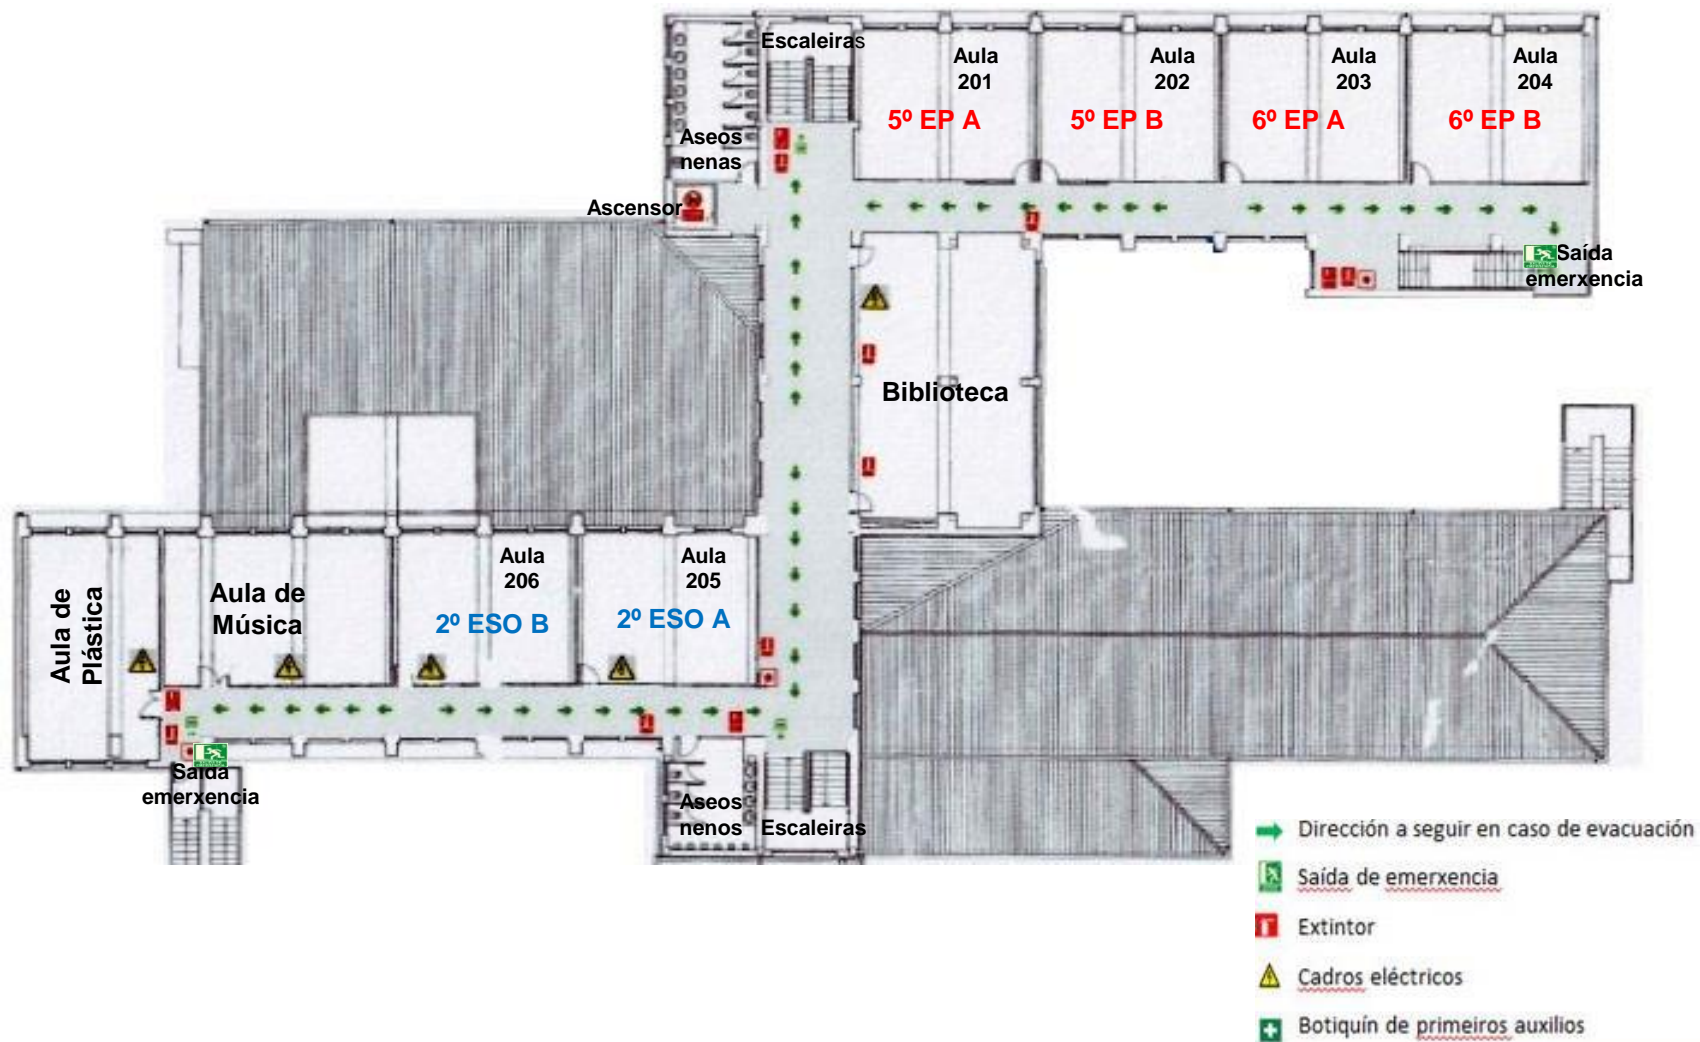 Escaleiras
Aula
201
Aula
202
Aula
203
Aula
204
5º EP A
5º EP B
6º EP A
6º EP B
Aseos
nenas
Ascensor
Saída
emerxencia
Biblioteca
Aula de
Plástica
Aula de
Música
Aula
206
2º ESO B
Aula
205
2º ESO A
Saída
emerxencia
Aseos
nenos
Escaleiras
Dirección a seguir en caso de evacuación
Saída de emerxencia
Extintor
Cadros eléctricos
Botiquín de primeiros auxilios